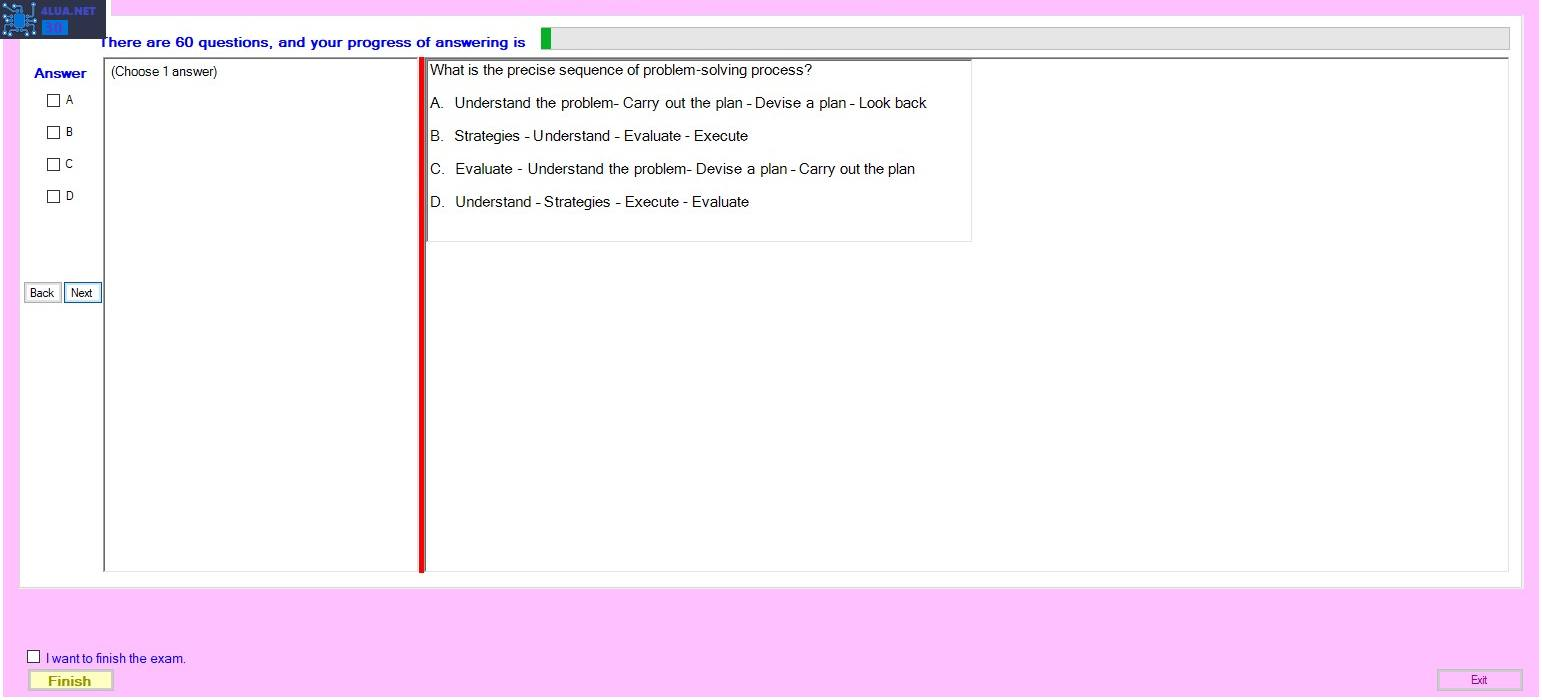 4LUA.NET
3.0
There are 60 questions, and your progress of answering is
Answer
A
B
C
D
Back Next
(Choose 1 answer)
What is the precise sequence of problem-solving process?
A. Understand the problem- Carry out the plan - Devise a plan - Look back
B. Strategies - Understand - Evaluate - Execute
C. Evaluate - Understand the problem- Devise a plan - Carry out the plan
D. Understand - Strategies - Execute - Evaluate
I want to finish the exam.
Finish
Exit